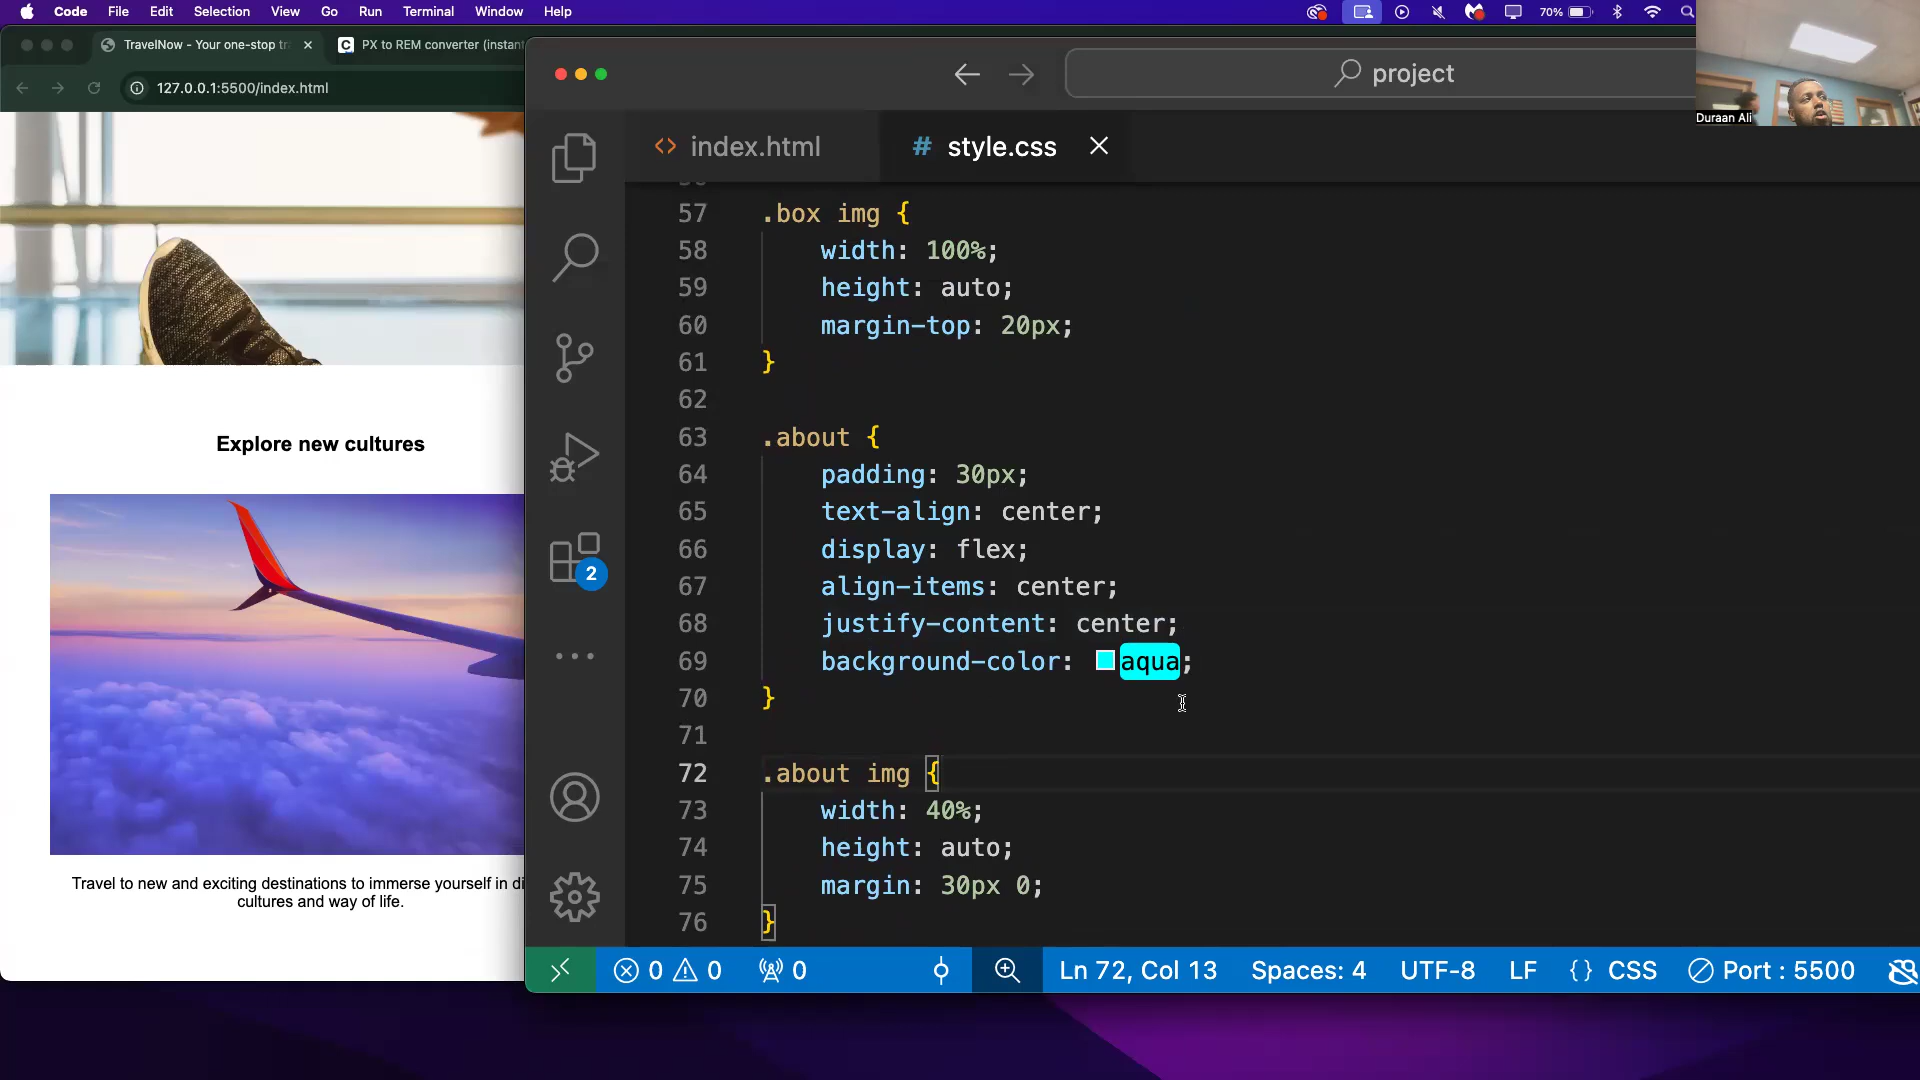 Code File Edit Selection View Go Run Terminal Window Help 70%
TravelNow - Your one-stop tr
PX to REM converter (instant
127.0.0.1:5500/index.html
project
Duraan Ali
index.html
# style.css
57 .box img {
58 width: 100%;
59 height: auto;
60 margin-top: 20px;
61 }
62
63 .about {
64 padding: 30px;
65 text-align: center;
66 display: flex;
67 align-items: center;
68 justify-content: center;
69 background-color: aqua;
70 }
71
72 .about img {
73 width: 40%;
74 height: auto;
75 margin: 30px 0;
76 }
2
Explore new cultures
Travel to new and exciting destinations to immerse yourself in di
cultures and way of life.
0 0 0 Ln 72, Col 13 Spaces: 4 UTF-8 LF {} CSS Port : 5500